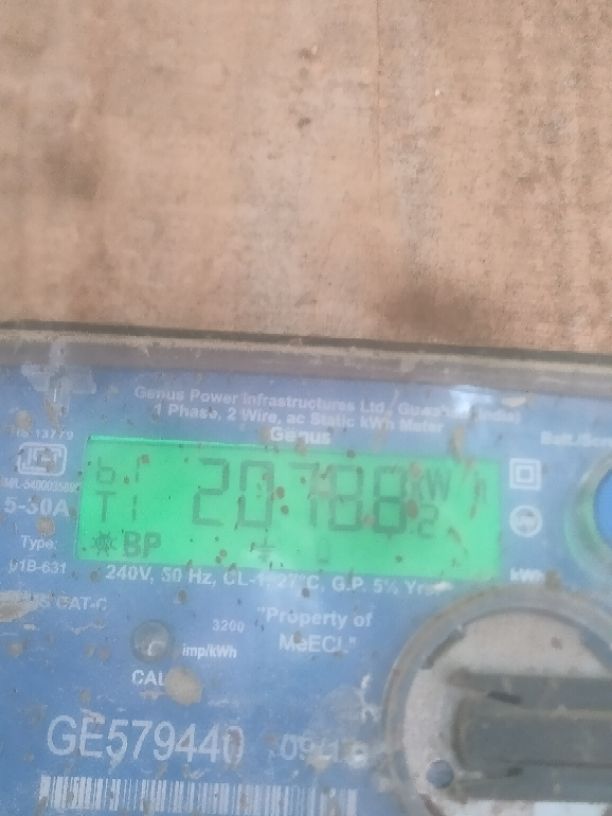 Genus Power Infrastructures Ltd., Guwahati (India)
1 Phase, 2 Wire, ac Static kWh Meter
Genus
IS 13779
5-30A
Type:
20788
kW
T1
BP
240V, 50 Hz, CL-1, 27°C, G.P. 5½ Yrs
3200
imp/kWh
"Property of
MeECL"
CAL
GE579440